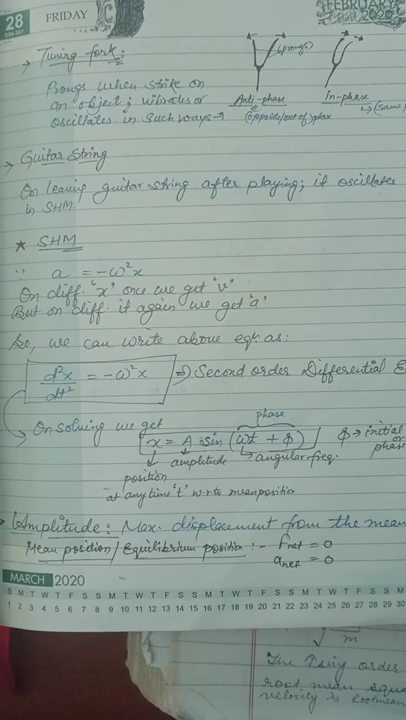 28
FRIDAY
FEBRUARY
2020
→ Tuning fork:
(prongs)
Prongs when strike on
an object; vibrates or
oscillates in such ways→
Anti-phase
in-phase
(opposite/out of) phase
↳ (same
→ Guitar String
On leaving guitar string after playing; it oscillates
in SHM.
★ SHM
∵ a = -ω²x
On diff. 'x' once we get 'v'
But on diff. it again we get 'a'
So, we can write above eqn as:
d²x/dt² = -ω²x ⇒ Second order Differential E
On solving we get
phase
x = A sin (ωt + ϕ)
ϕ → initial
phase
amplitude
↳ angular freq.
position
at any time 't' w.r.to mean position
Amplitude: Max. displacement from the mean
Mean position/Equilibrium position: - Fnet = 0
anet = 0
MARCH 2020
S M T W T F S S M T W T F S S M T W T F S S M T W T F S S M
1 2 3 4 5 6 7 8 9 10 11 12 13 14 15 16 17 18 19 20 21 22 23 24 25 26 27 28 29 30
√ m
The
order
root mean squa
velocity is